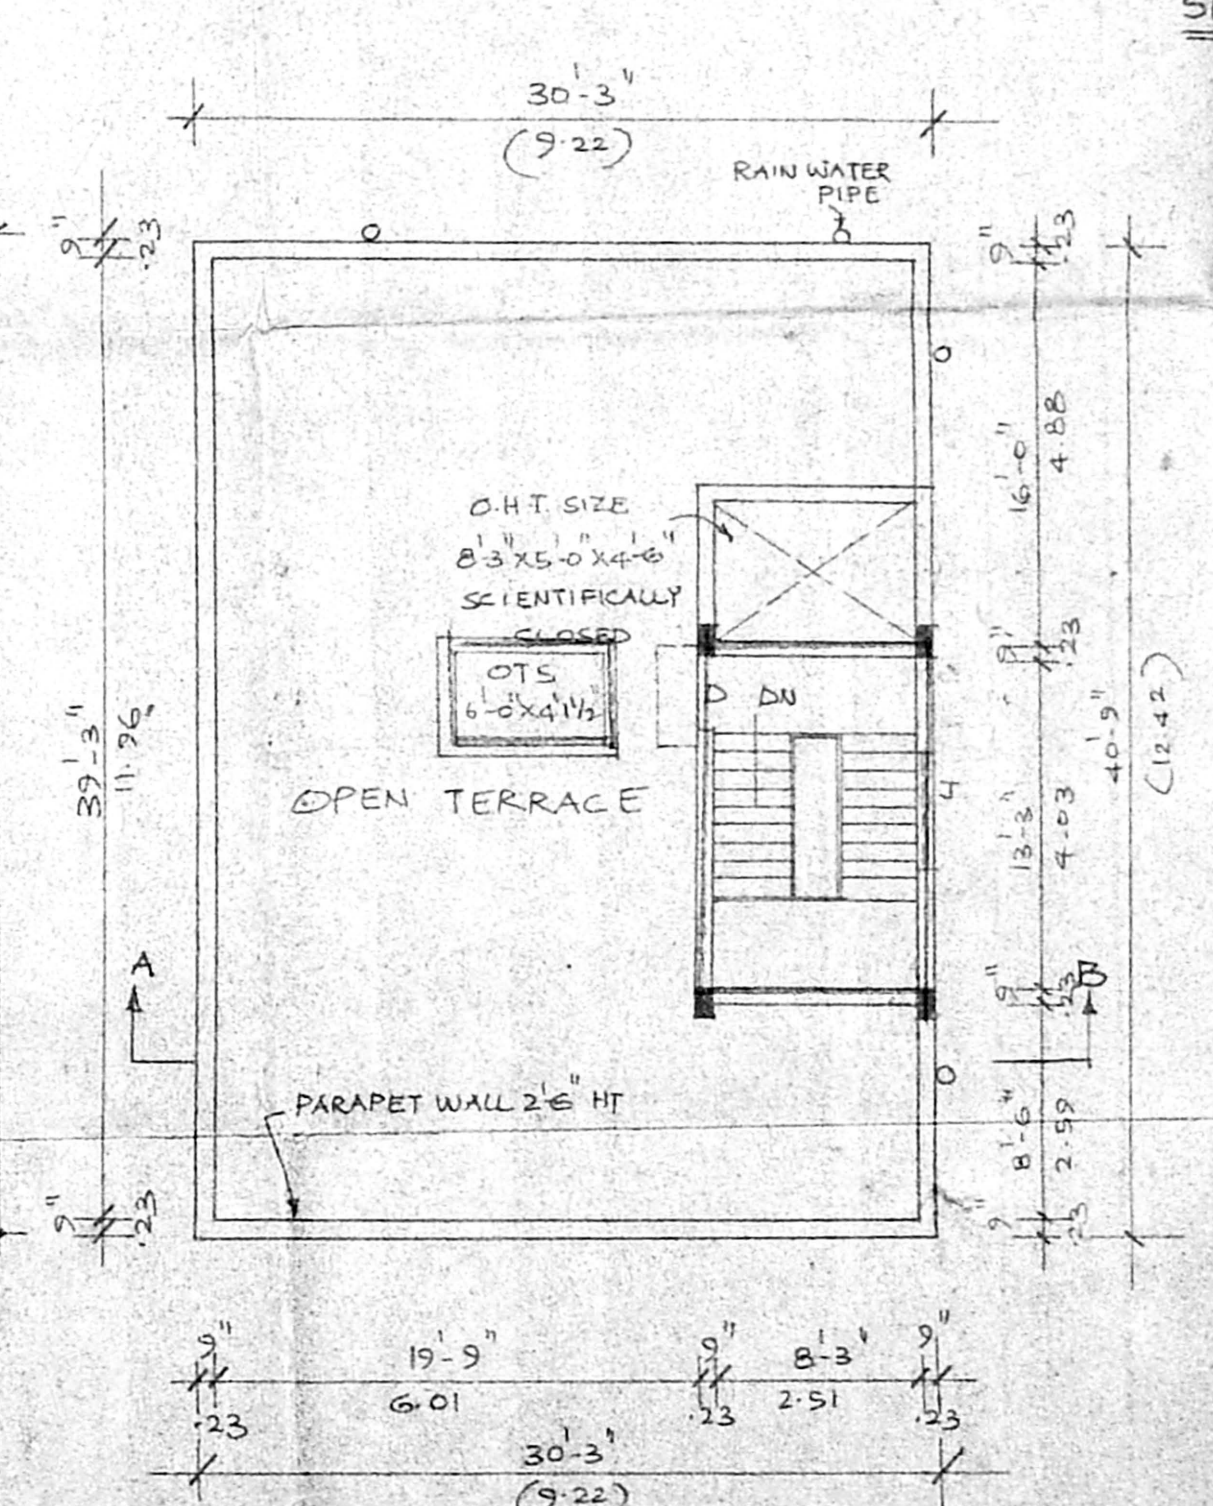 30'-3"
(9.22)
RAIN WATER
PIPE
9"
.23
9"
.23
16'-0"
4.88
O.H.T. SIZE
8'-3"X5'-0"X4'-6"
SCIENTIFICALLY
CLOSED
OTS
6'-0"X4'1½"
D
DN
9"
.23
40'-9"
(12.42)
39'-3"
11.96
OPEN TERRACE
13'-3"
4.03
A
B
9"
.23
PARAPET WALL 2'6" HT
8'-6"
2.59
9"
.23
9"
.23
9"
19'-9"
9"
8'-3"
9"
.23
6.01
.23
2.51
.23
30'-3"
(9.22)